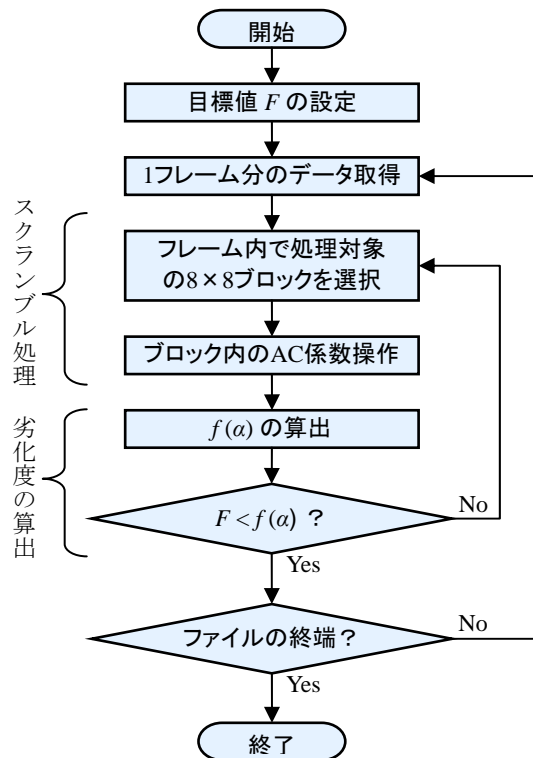 開始
目標値 F の設定
1フレーム分のデータ取得
スクランブル処理
フレーム内で処理対象
の8×8ブロックを選択
ブロック内のAC係数操作
劣化度の算出
f(α) の算出
F < f(α) ?
No
Yes
ファイルの終端?
No
Yes
終了